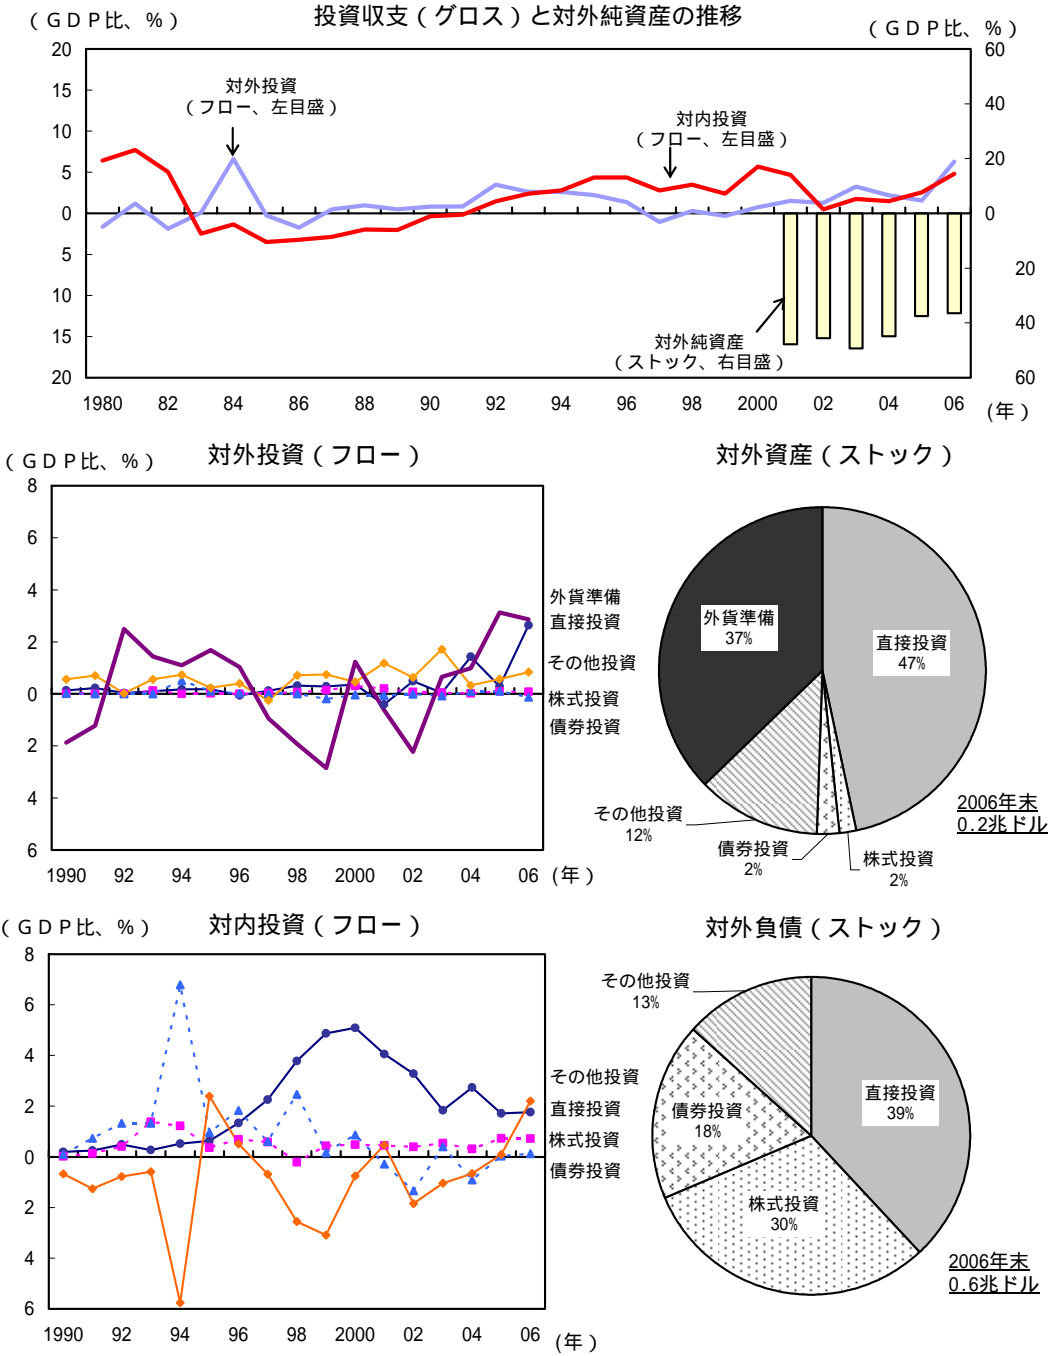 投資収支（グロス）と対外純資産の推移
（ＧＤＰ比、％）
（ＧＤＰ比、％）
20
15
10
5
0
5
10
15
20
60
40
20
0
20
40
60
対外投資
（フロー、左目盛）
対内投資
（フロー、左目盛）
対外純資産
（ストック、右目盛）
1980 82 84 86 88 90 92 94 96 98 2000 02 04 06
(年）
（ＧＤＰ比、％）
対外投資（フロー）
8
6
4
2
0
2
4
6
外貨準備
直接投資
その他投資
株式投資
債券投資
1990 92 94 96 98 2000 02 04 06
(年）
対外資産（ストック）
外貨準備
37%
直接投資
47%
その他投資
12%
債券投資
2%
株式投資
2%
2006年末
0.2兆ドル
（ＧＤＰ比、％）
対内投資（フロー）
8
6
4
2
0
2
4
6
その他投資
直接投資
株式投資
債券投資
1990 92 94 96 98 2000 02 04 06
(年）
対外負債（ストック）
その他投資
13%
直接投資
39%
債券投資
18%
株式投資
30%
2006年末
0.6兆ドル